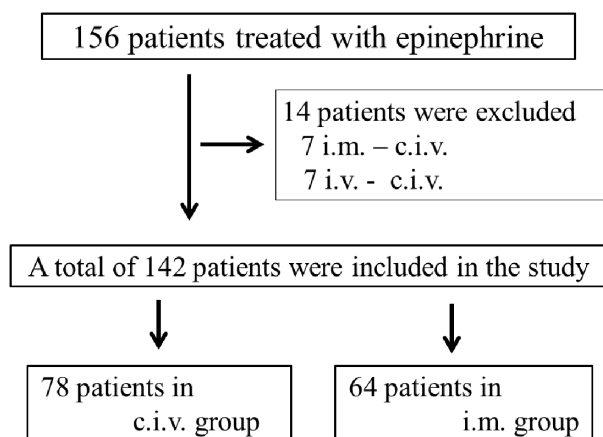 156 patients treated with epinephrine
14 patients were excluded
7 i.m. – c.i.v.
7 i.v. - c.i.v.
A total of 142 patients were included in the study
78 patients in
c.i.v. group
64 patients in
i.m. group